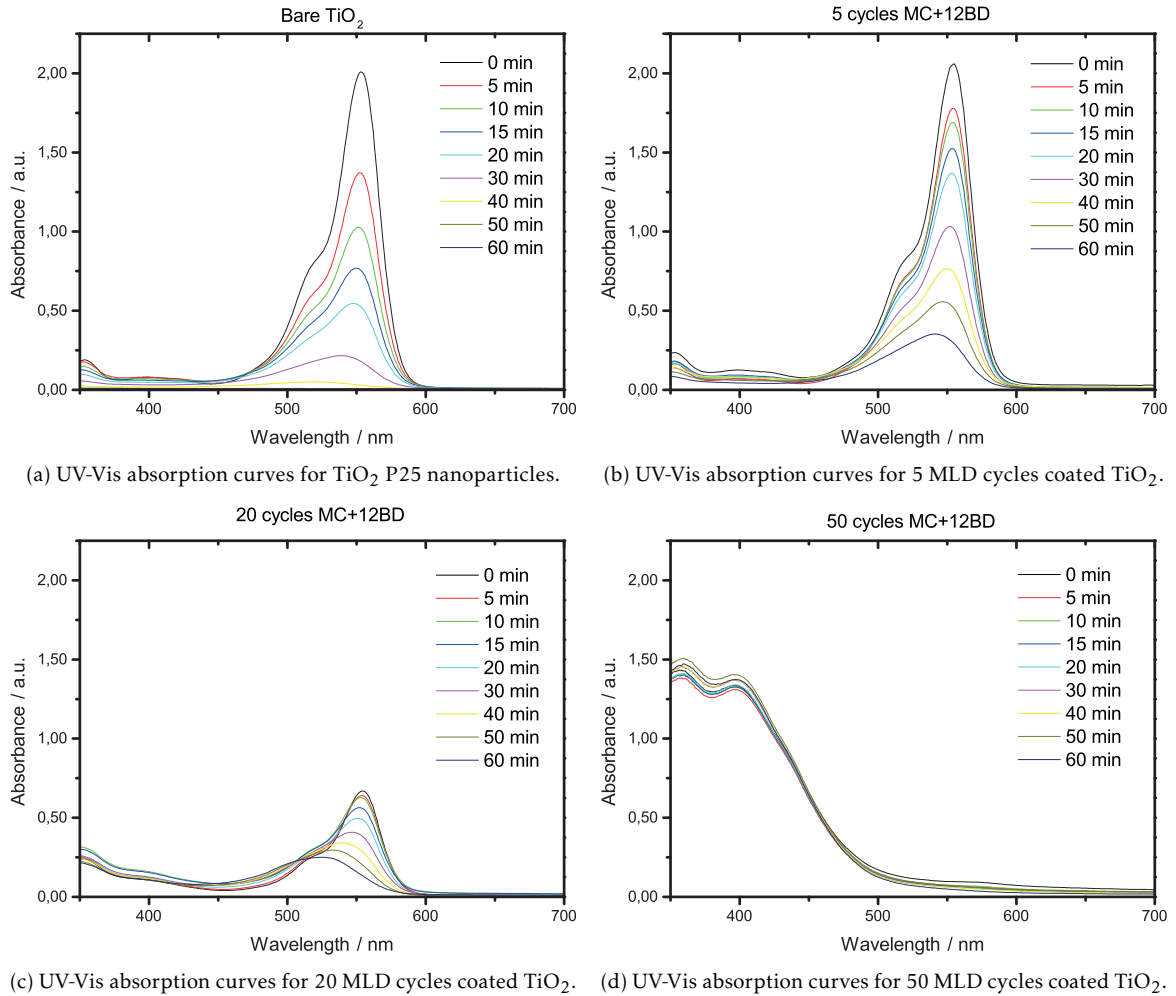 Bare TiO₂
Absorbance / a.u.
2,00
1,50
1,00
0,50
0,00
0 min
5 min
10 min
15 min
20 min
30 min
40 min
50 min
60 min
400 500 600 700
Wavelength / nm
(a) UV-Vis absorption curves for TiO₂ P25 nanoparticles.
5 cycles MC+12BD
Absorbance / a.u.
2,00
1,50
1,00
0,50
0,00
0 min
5 min
10 min
15 min
20 min
30 min
40 min
50 min
60 min
400 500 600 700
Wavelength / nm
(b) UV-Vis absorption curves for 5 MLD cycles coated TiO₂.
20 cycles MC+12BD
Absorbance / a.u.
2,00
1,50
1,00
0,50
0,00
0 min
5 min
10 min
15 min
20 min
30 min
40 min
50 min
60 min
400 500 600 700
Wavelength / nm
(c) UV-Vis absorption curves for 20 MLD cycles coated TiO₂.
50 cycles MC+12BD
Absorbance / a.u.
2,00
1,50
1,00
0,50
0,00
0 min
5 min
10 min
15 min
20 min
30 min
40 min
50 min
60 min
400 500 600 700
Wavelength / nm
(d) UV-Vis absorption curves for 50 MLD cycles coated TiO₂.